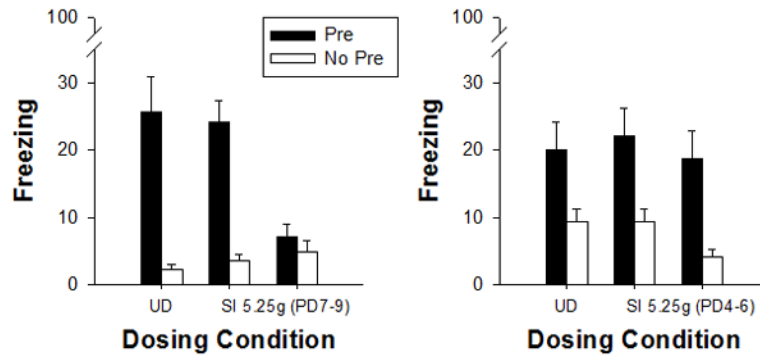 100
30
20
10
0
Freezing
Pre
No Pre
UD SI 5.25g (PD7-9)
Dosing Condition
100
30
20
10
0
Freezing
UD SI 5.25g (PD4-6)
Dosing Condition